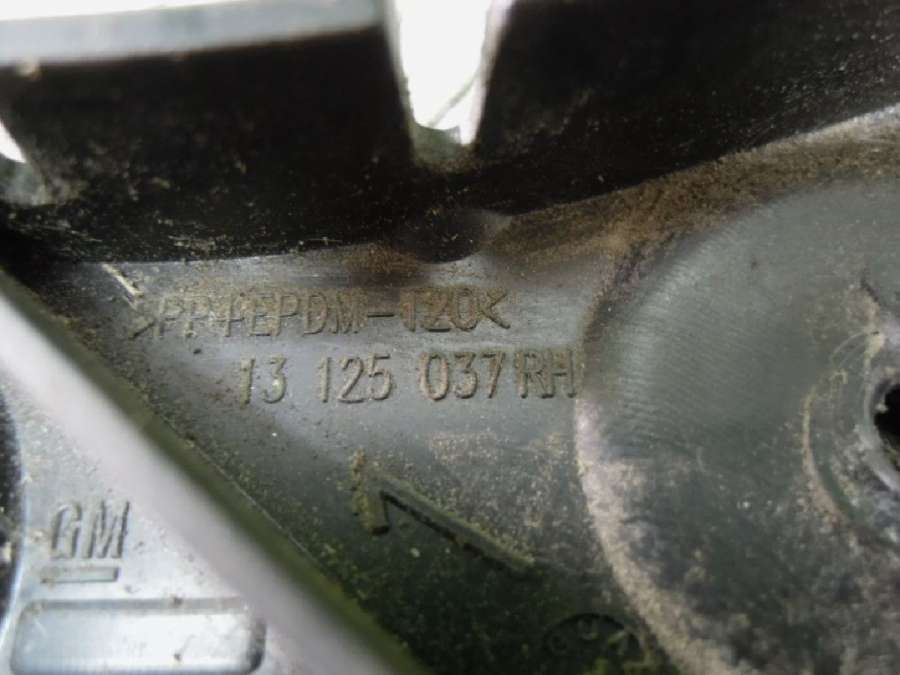 >PP+EPDM-T20<
13 125 037 RH
GM